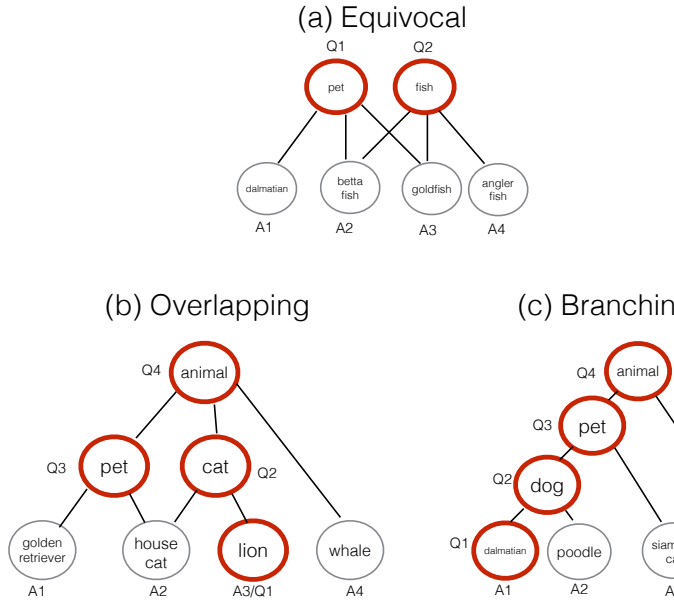 (a) Equivocal
Q1
Q2
pet
fish
dalmatian
betta
fish
goldfish
angler
fish
A1
A2
A3
A4
(b) Overlapping
Q4
animal
Q3
pet
cat
Q2
golden
retriever
house
cat
lion
whale
A1
A2
A3/Q1
A4
(c)
Q4
animal
Q3
pet
Q2
dog
Q1
dalmatian
poodle
A1
A2